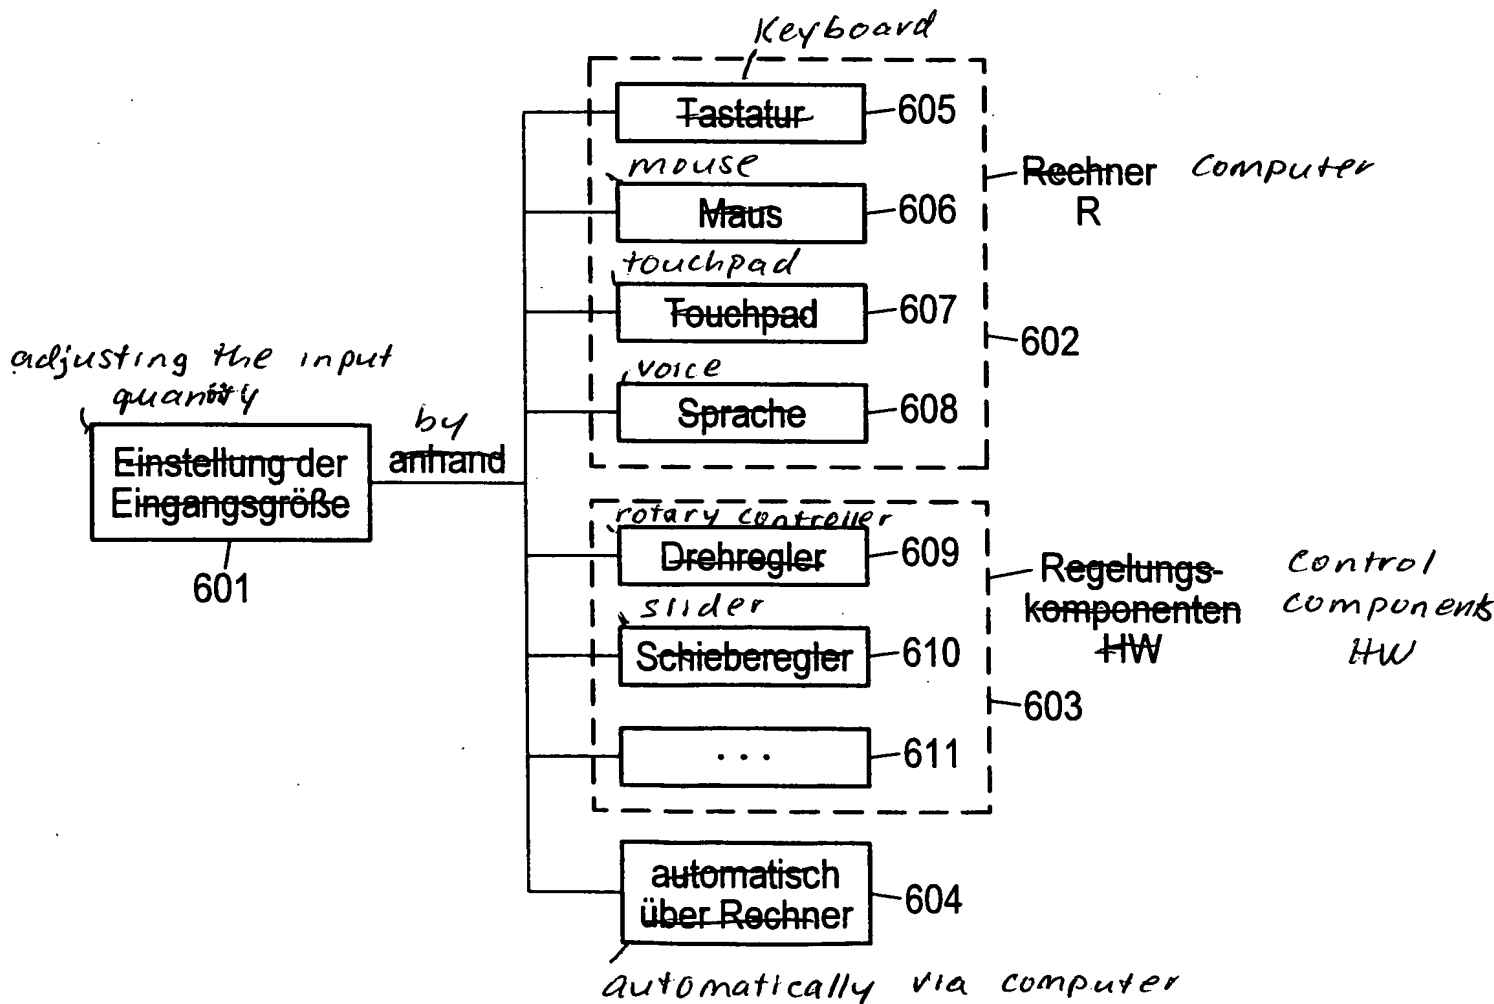 Keyboard
Tastatur
605
mouse
Maus
606
Rechner
R
computer
touchpad
Touchpad
607
602
voice
Sprache
608
adjusting the input
quantity
Einstellung der
Eingangsgröße
601
by
anhand
rotary controller
Drehregler
609
Regelungs-
komponenten
HW
control
components
HW
slider
Schieberegler
610
603
...
611
automatisch
über Rechner
604
automatically via computer